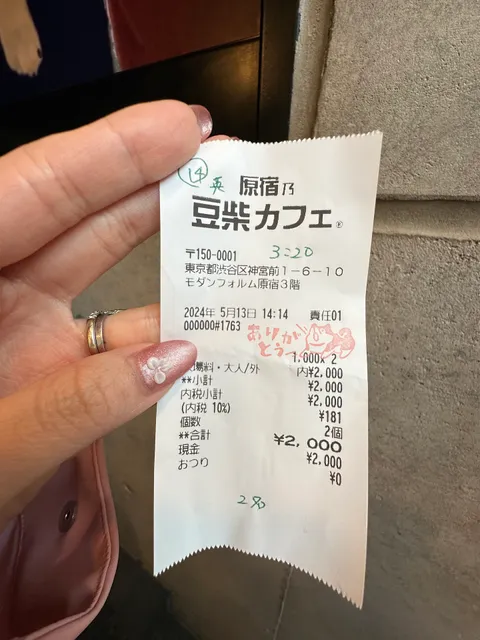 14 英 原宿乃
豆柴カフェ®
〒150-0001 3:20
東京都渋谷区神宮前1-6-10
モダンフォルム原宿3階
2024年 5月13日 14:14 責任01
000000#1763
ありが
とう
1,000X 2
場料・大人/外 内¥2,000
**小計 ¥2,000
内税小計 ¥2,000
(内税 10%) ¥181
個数 2個
**合計 ¥2,000
現金 ¥2,000
おつり ¥0
2名